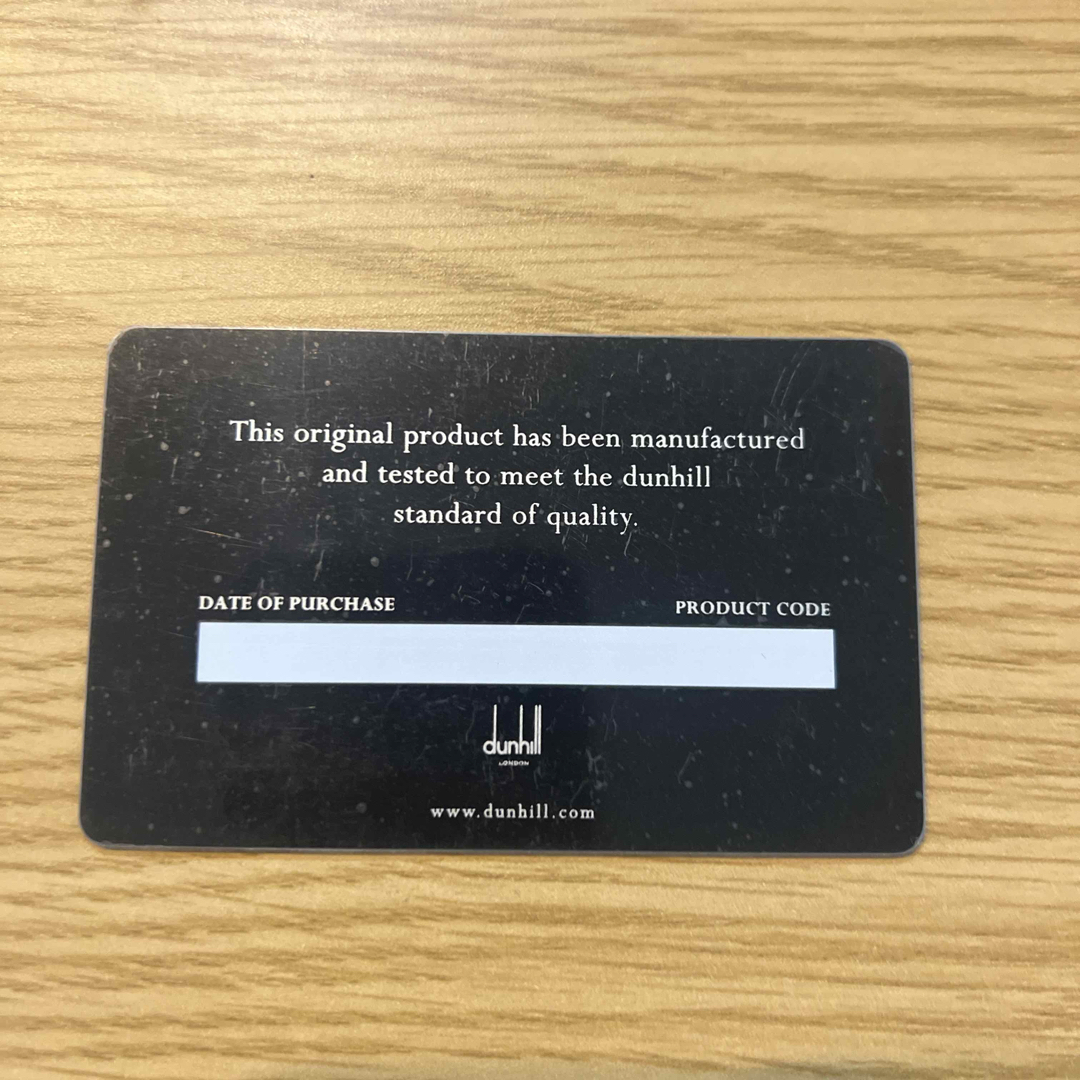 This original product has been manufactured
and tested to meet the dunhill
standard of quality.
DATE OF PURCHASE PRODUCT CODE
dunhill
LONDON
www.dunhill.com